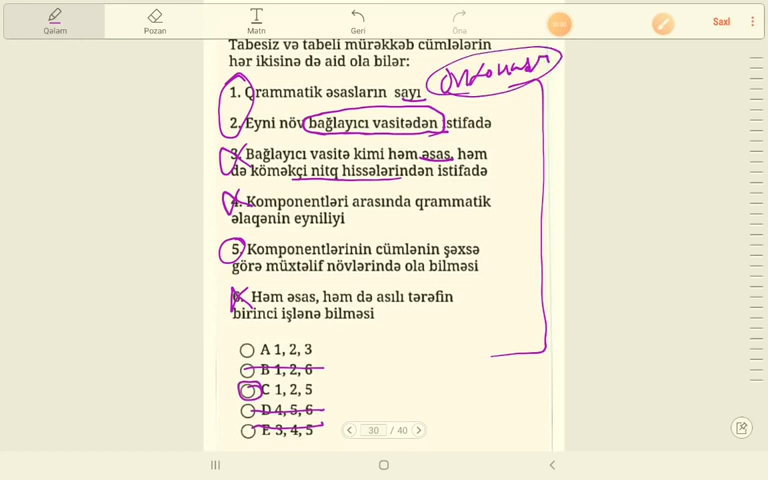 Qələm
Pozan
Mətn
Geri
Önə
Saxl
Tabesiz və tabeli mürəkkəb cümlələrin
hər ikisinə də aid ola bilər:
1. Qrammatik əsasların sayı
2. Eyni növ bağlayıcı vasitədən istifadə
3. Bağlayıcı vasitə kimi həm əsas, həm
də köməkçi nitq hissələrindən istifadə
4. Komponentləri arasında qrammatik
əlaqənin eyniliyi
5. Komponentlərinin cümlənin şəxsə
görə müxtəlif növlərində ola bilməsi
6. Həm əsas, həm də asılı tərəfin
birinci işlənə bilməsi
A 1, 2, 3
B 1, 2, 6
C 1, 2, 5
D 4, 5, 6
E 3, 4, 5
30 / 40